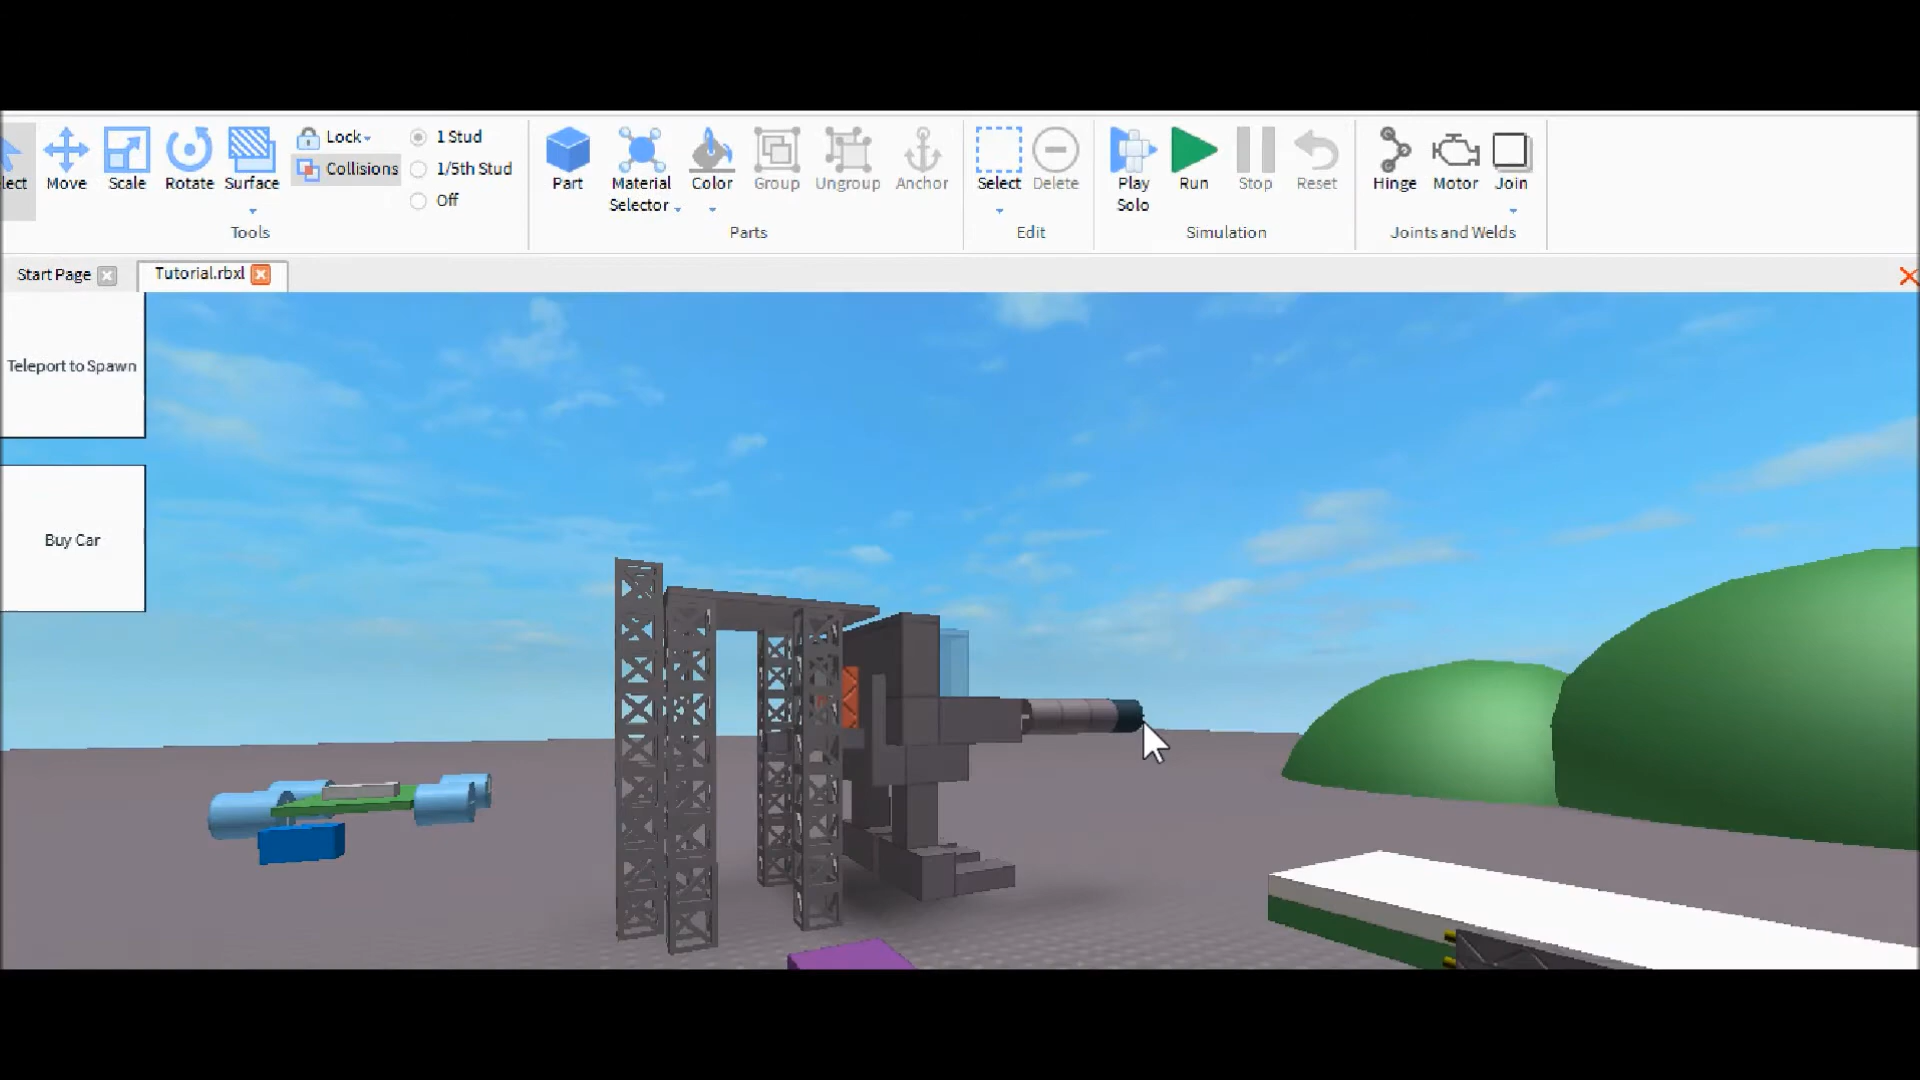 lect
Move
Scale
Rotate
Surface
Lock
Collisions
1 Stud
1/5th Stud
Off
Tools
Part
Material
Selector
Color
Group
Ungroup
Anchor
Parts
Select
Delete
Edit
Play
Solo
Run
Stop
Reset
Simulation
Hinge
Motor
Join
Joints and Welds
Start Page
Tutorial.rbxl
Teleport to Spawn
Buy Car